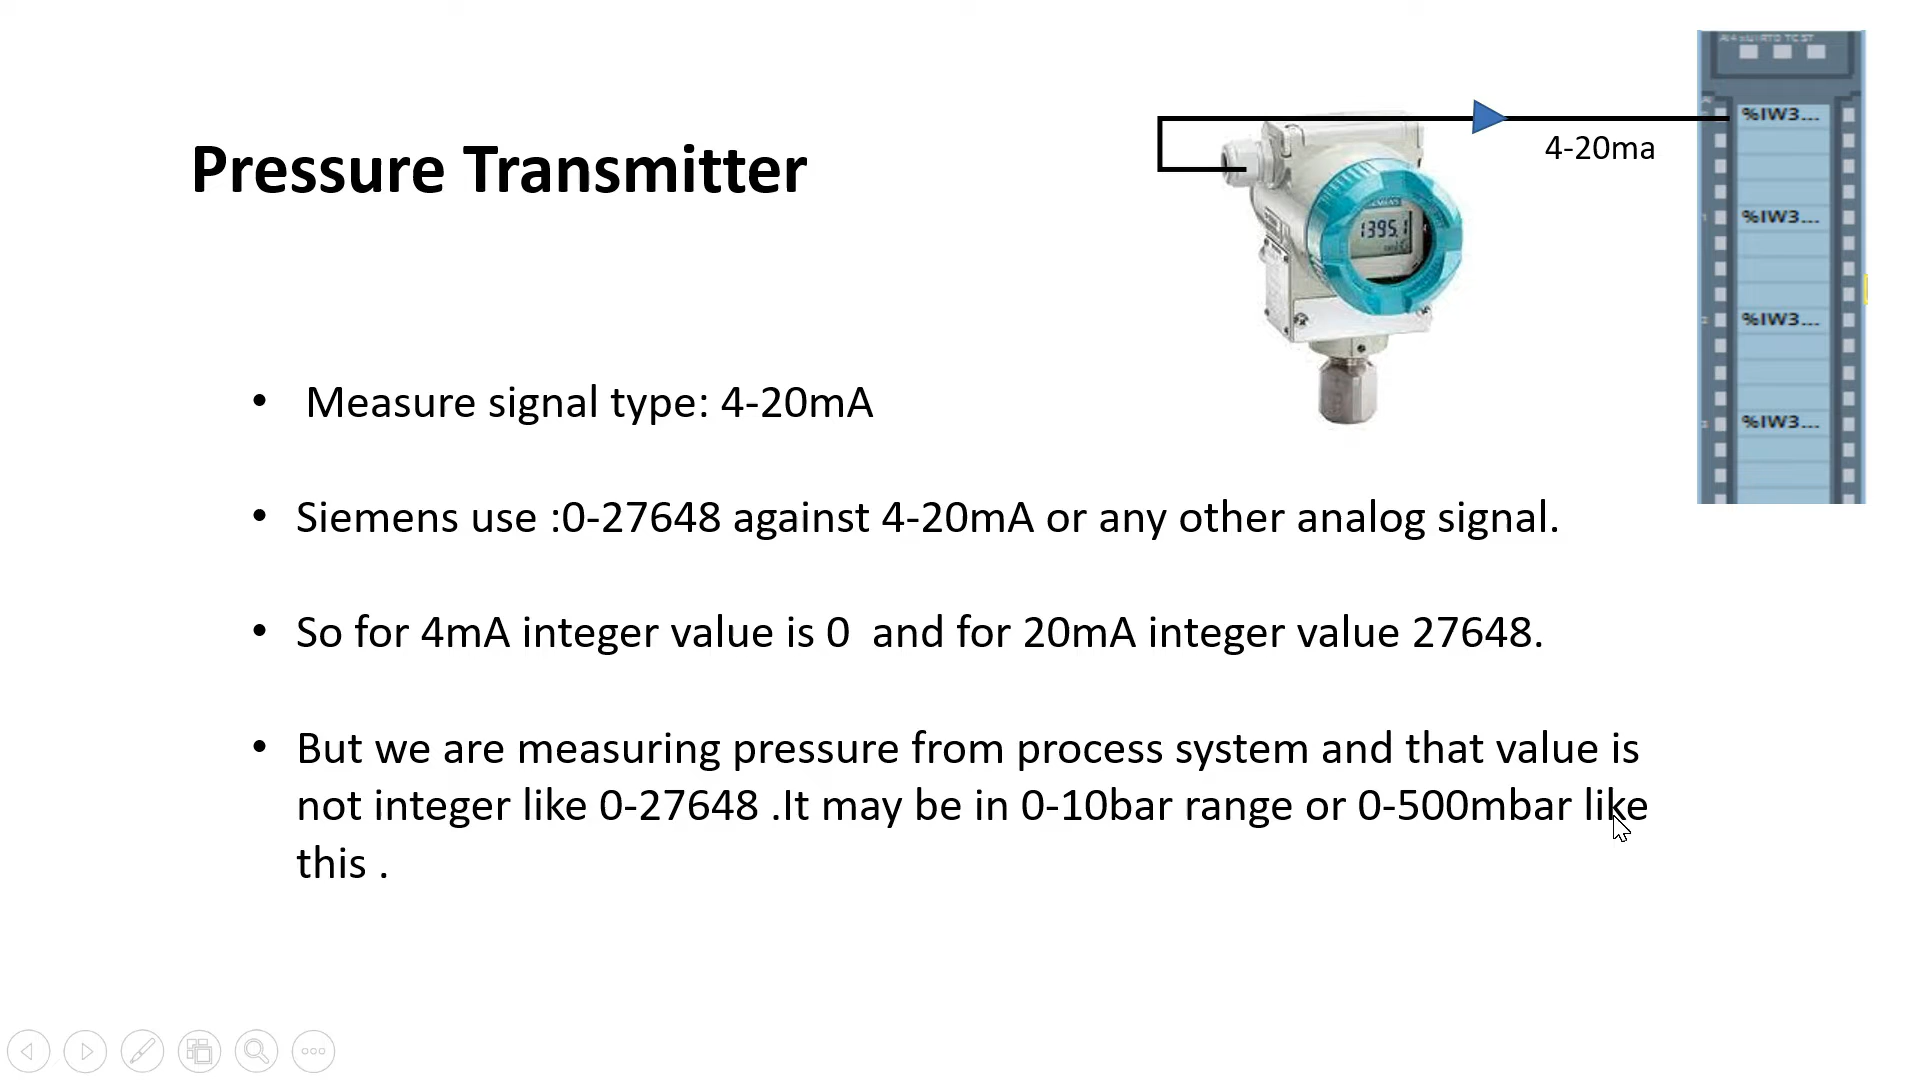 Pressure Transmitter
4-20ma
1395.1
%IW3...
%IW3...
%IW3...
%IW3...
• Measure signal type: 4-20mA
• Siemens use :0-27648 against 4-20mA or any other analog signal.
• So for 4mA integer value is 0 and for 20mA integer value 27648.
• But we are measuring pressure from process system and that value is
not integer like 0-27648 .It may be in 0-10bar range or 0-500mbar like
this .